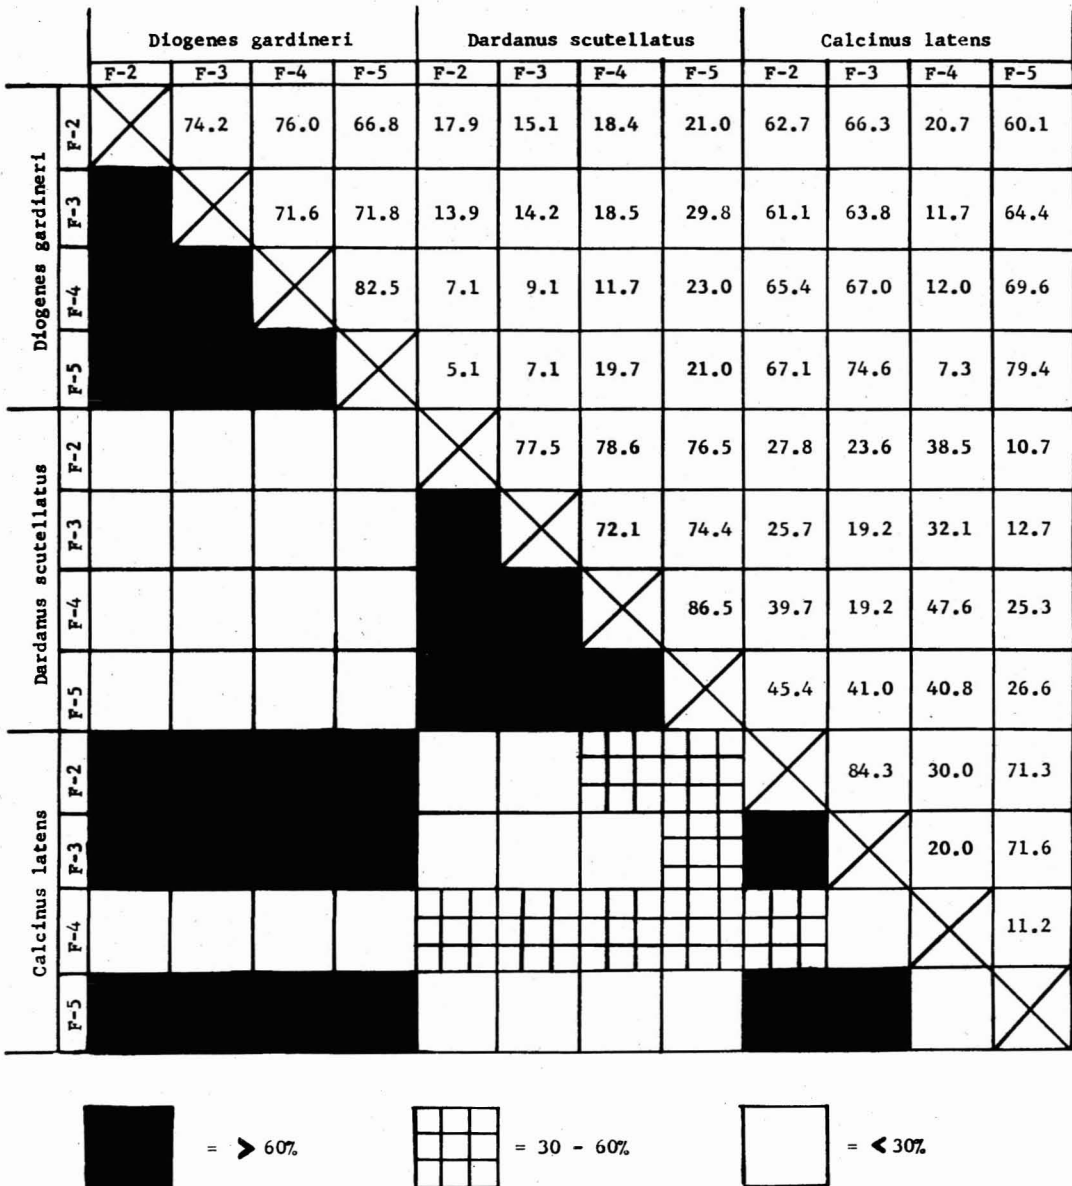 Diogenes gardineri Dardanus scutellatus Calcinus latens
F-2 F-3 F-4 F-5 F-2 F-3 F-4 F-5 F-2 F-3 F-4 F-5
Diogenes gardineri
F-2 74.2 76.0 66.8 17.9 15.1 18.4 21.0 62.7 66.3 20.7 60.1
F-3 71.6 71.8 13.9 14.2 18.5 29.8 61.1 63.8 11.7 64.4
F-4 82.5 7.1 9.1 11.7 23.0 65.4 67.0 12.0 69.6
F-5 5.1 7.1 19.7 21.0 67.1 74.6 7.3 79.4
Dardanus scutellatus
F-2 77.5 78.6 76.5 27.8 23.6 38.5 10.7
F-3 72.1 74.4 25.7 19.2 32.1 12.7
F-4 86.5 39.7 19.2 47.6 25.3
F-5 45.4 41.0 40.8 26.6
Calcinus latens
F-2 84.3 30.0 71.3
F-3 20.0 71.6
F-4 11.2
F-5
= > 60% = 30 - 60% = < 30%